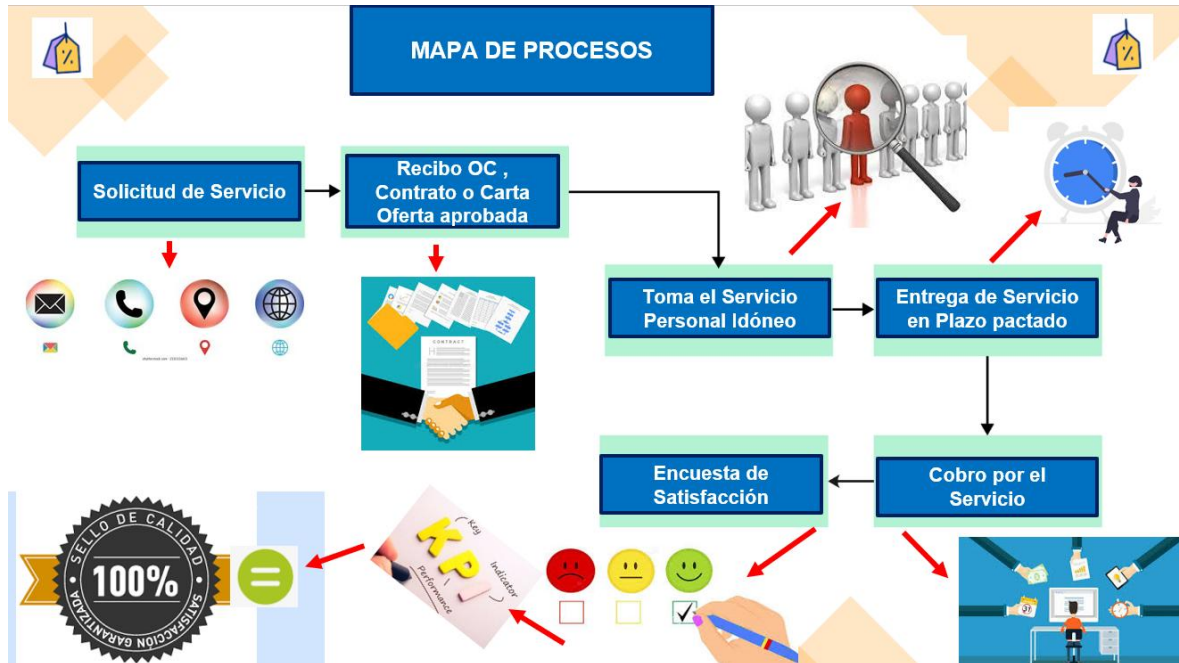 MAPA DE PROCESOS
Solicitud de Servicio
Recibo OC ,
Contrato o Carta
Oferta aprobada
Toma el Servicio
Personal Idóneo
Entrega de Servicio
en Plazo pactado
CONTRACT
Encuesta de
Satisfacción
Cobro por el
Servicio
SELLO DE CALIDAD
100%
SATISFACCIÓN GARANTIZADA
=
Key
KPI
Indicator
Performance
%
%